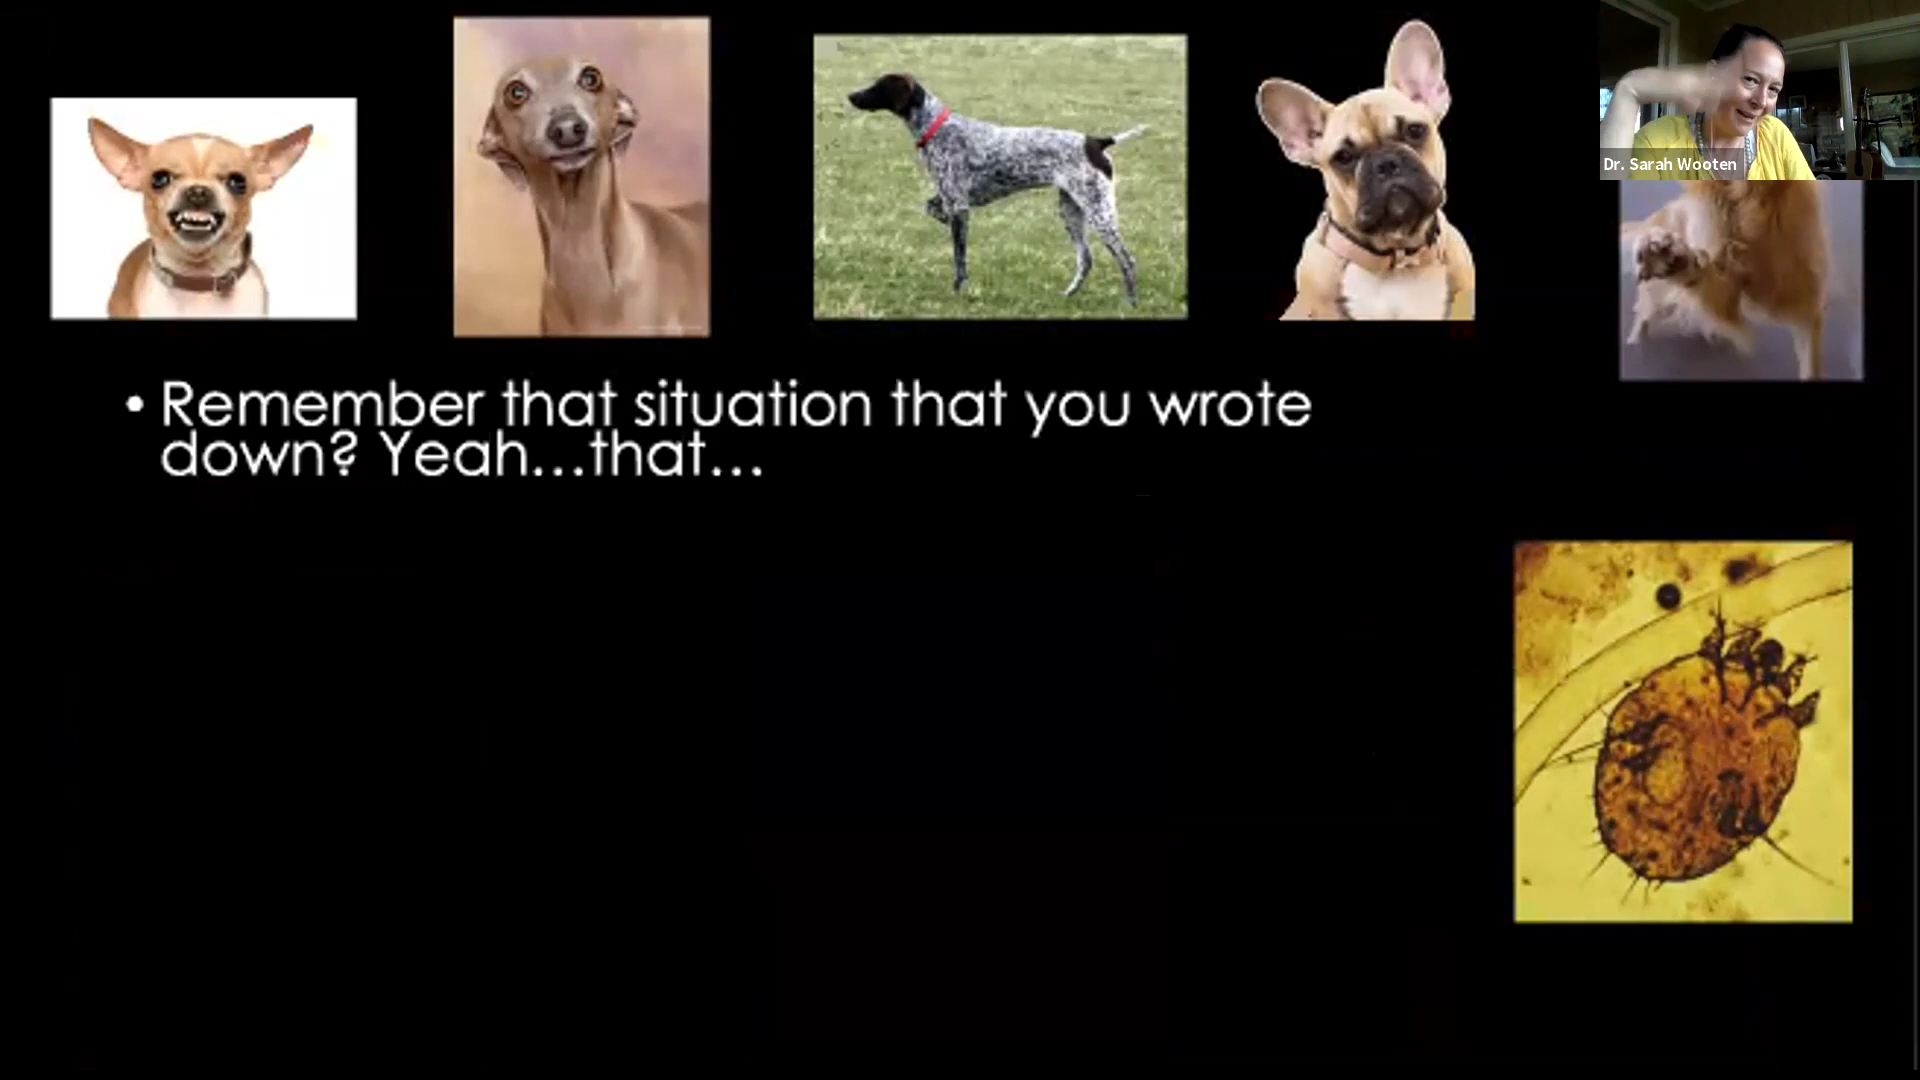 Dr. Sarah Wooten
• Remember that situation that you wrote
down? Yeah...that...